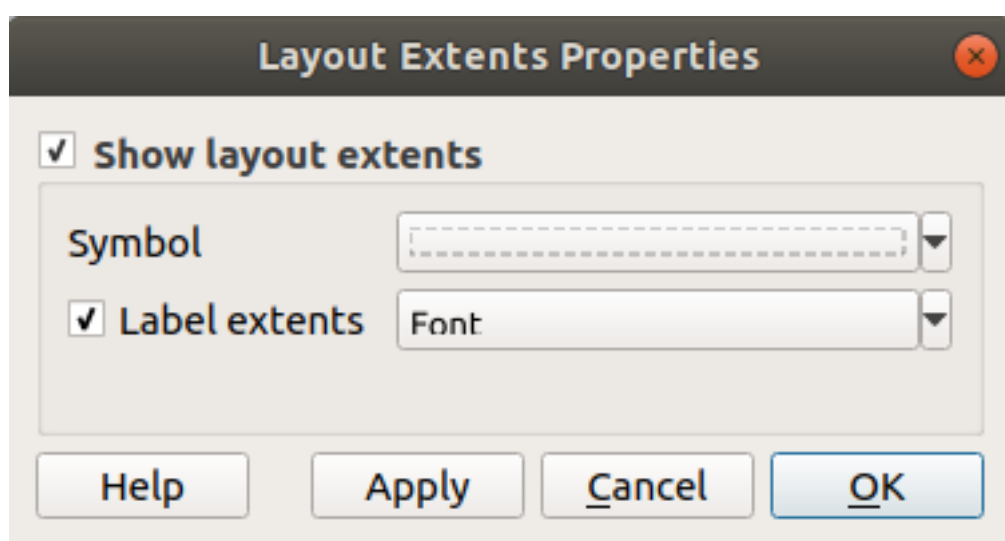 Layout Extents Properties
Show layout extents
Symbol
Label extents Font
Help Apply Cancel OK